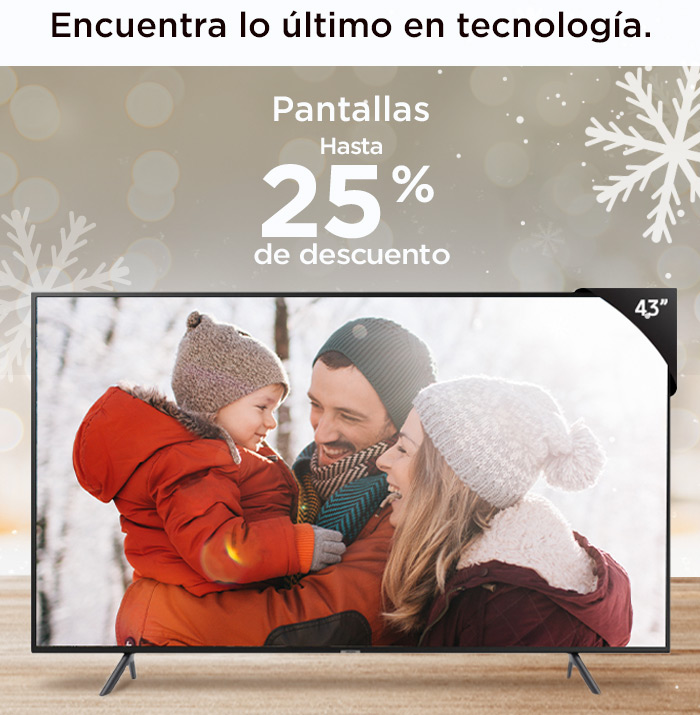 Encuentra lo último en tecnología.
Pantallas
Hasta
25%
de descuento
43”